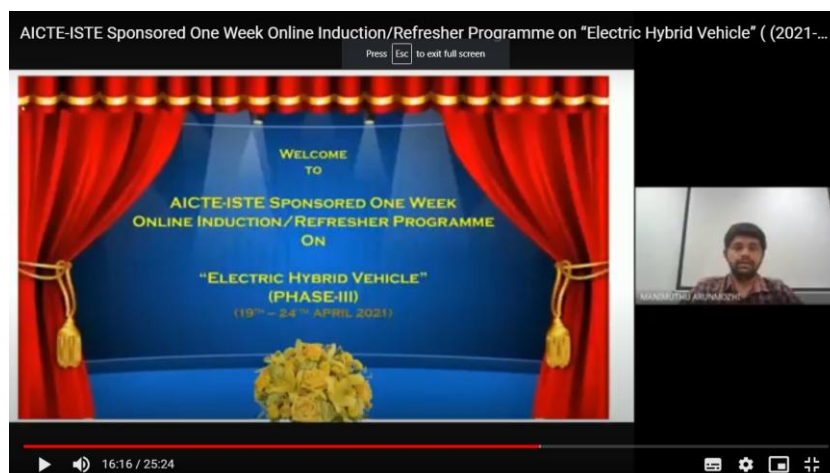 AICTE-ISTE Sponsored One Week Online Induction/Refresher Programme on “Electric Hybrid Vehicle” ( (2021-...
Press Esc to exit full screen
WELCOME
TO
AICTE-ISTE SPONSORED ONE WEEK
ONLINE INDUCTION/REFRESHER PROGRAMME
ON
“ELECTRIC HYBRID VEHICLE”
(PHASE-III)
(19TH – 24TH APRIL 2021)
MANIMUTHU ARUNMOZHI
16:16 / 25:24